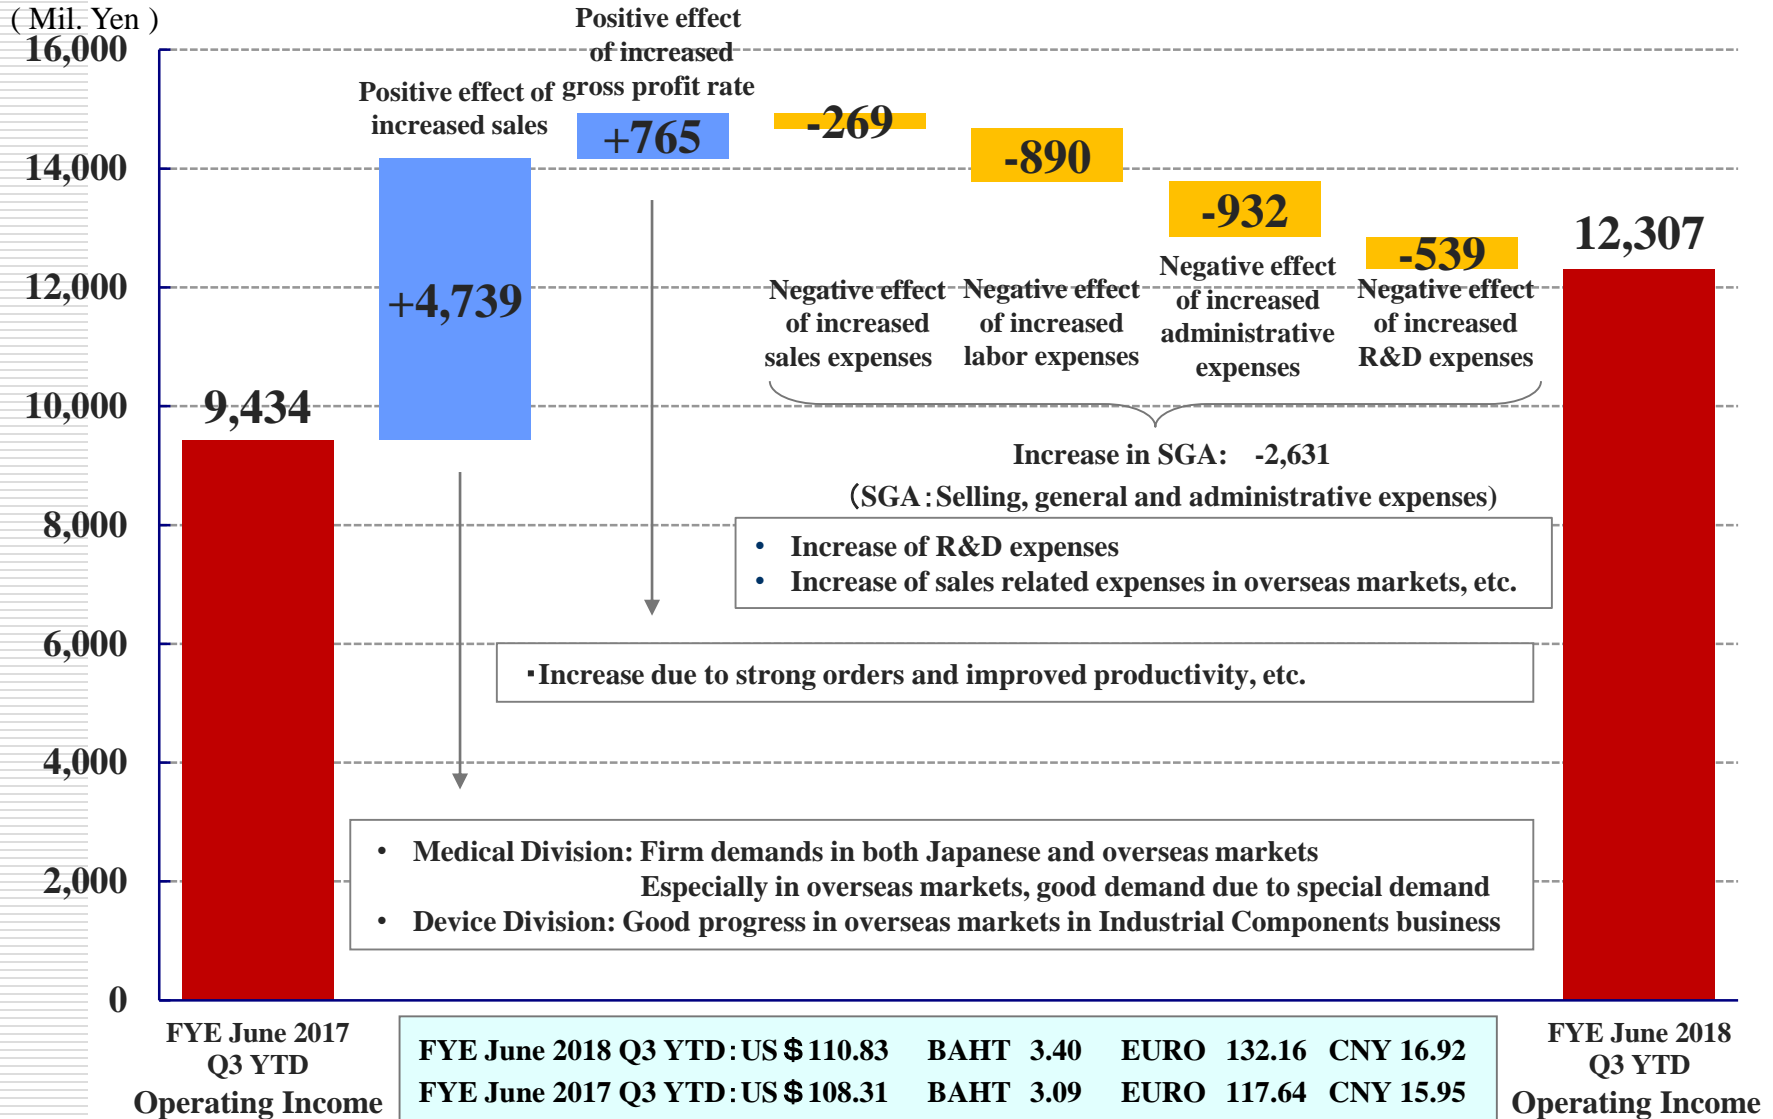 ( Mil. Yen )
16,000
14,000
12,000
10,000
8,000
6,000
4,000
2,000
0
9,434
Positive effect of
increased sales
+4,739
Positive effect
of increased
gross profit rate
+765
-269
-890
-932
-539
12,307
Negative effect
of increased
sales expenses
Negative effect
of increased
labor expenses
Negative effect
of increased
administrative
expenses
Negative effect
of increased
R&D expenses
Increase in SGA: -2,631
(SGA：Selling, general and administrative expenses)
• Increase of R&D expenses
• Increase of sales related expenses in overseas markets, etc.
・Increase due to strong orders and improved productivity, etc.
• Medical Division: Firm demands in both Japanese and overseas markets
Especially in overseas markets, good demand due to special demand
• Device Division: Good progress in overseas markets in Industrial Components business
FYE June 2017
Q3 YTD
Operating Income
FYE June 2018 Q3 YTD：US＄110.83 BAHT 3.40 EURO 132.16 CNY 16.92
FYE June 2017 Q3 YTD：US＄108.31 BAHT 3.09 EURO 117.64 CNY 15.95
FYE June 2018
Q3 YTD
Operating Income